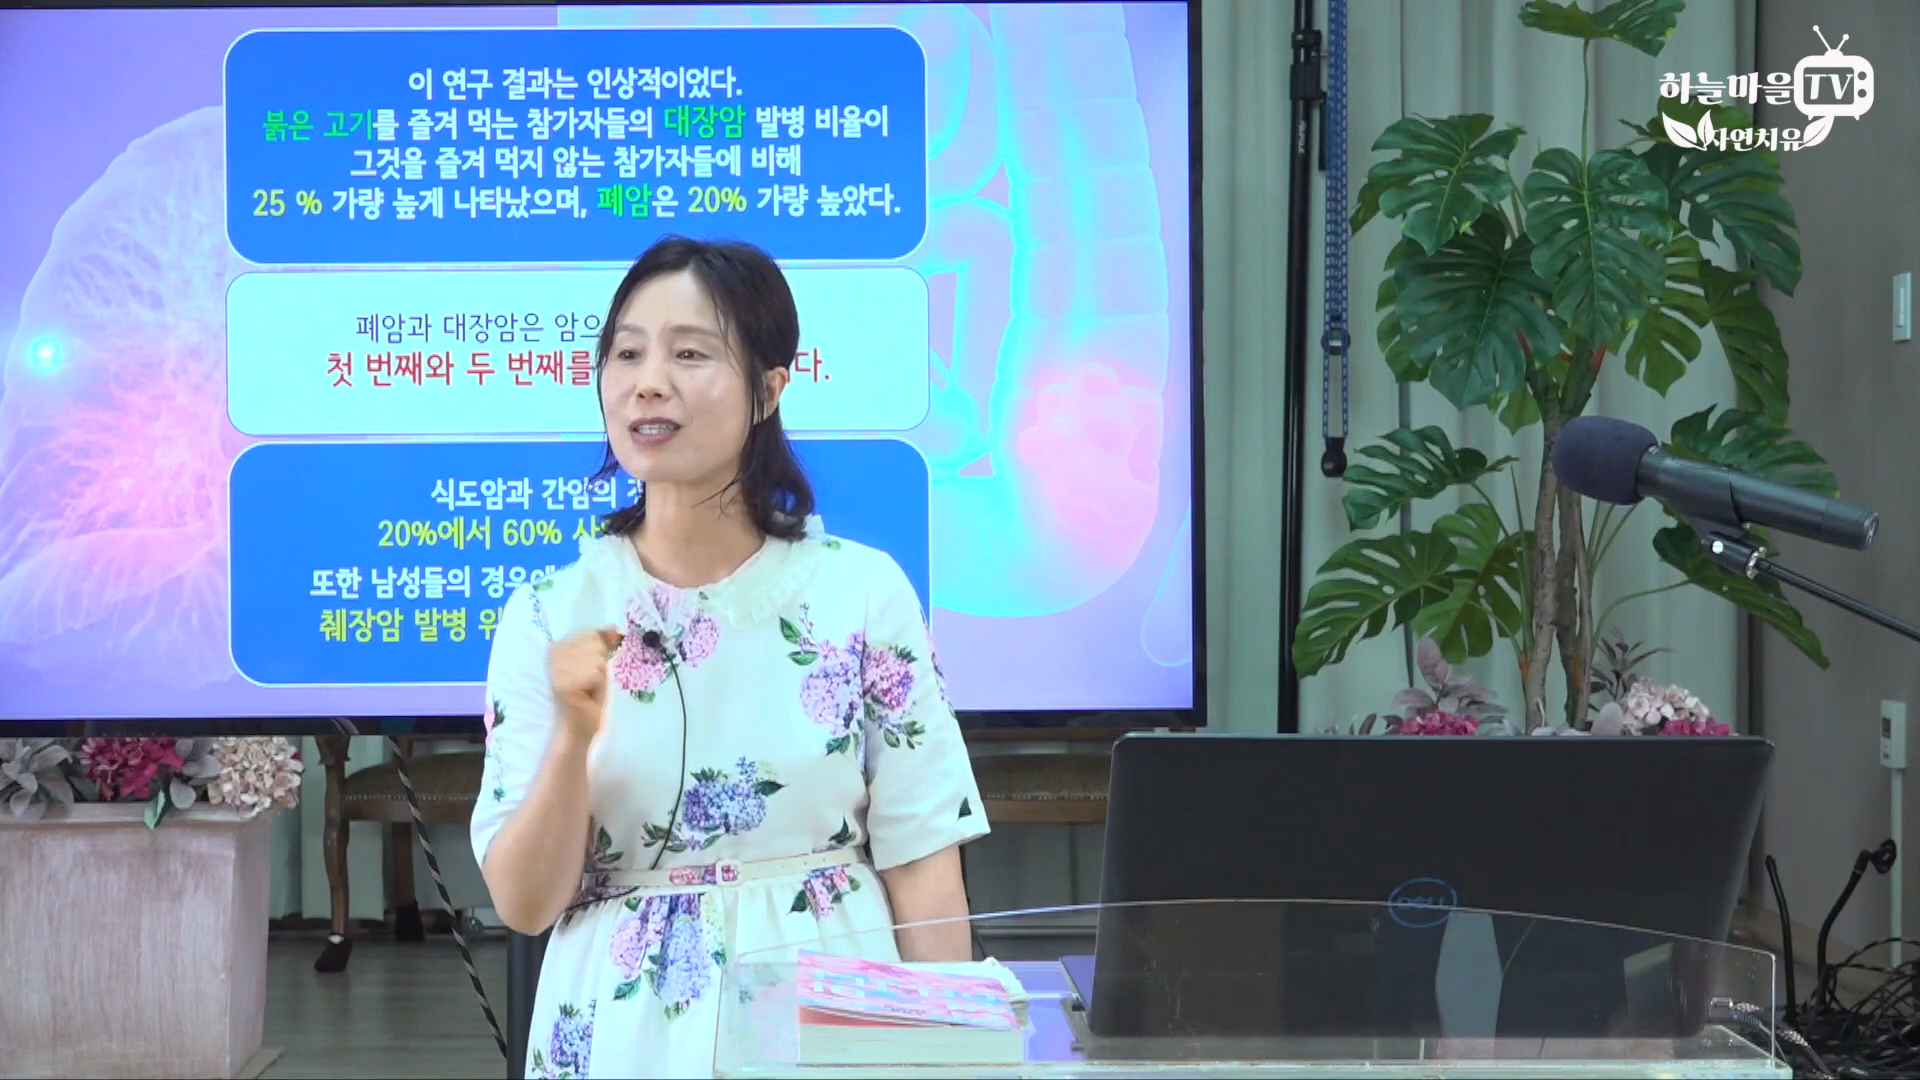 이 연구 결과는 인상적이었다.
붉은 고기를 즐겨 먹는 참가자들의 대장암 발병 비율이
그것을 즐겨 먹지 않는 참가자들에 비해
25 % 가량 높게 나타났으며, 폐암은 20% 가량 높았다.
폐암과 대장암은 암으
첫 번째와 두 번째를 다.
식도암과 간암의
20%에서 60% 사
또한 남성들의 경우에
췌장암 발병 위
하늘마을 TV
자연치유
DELL